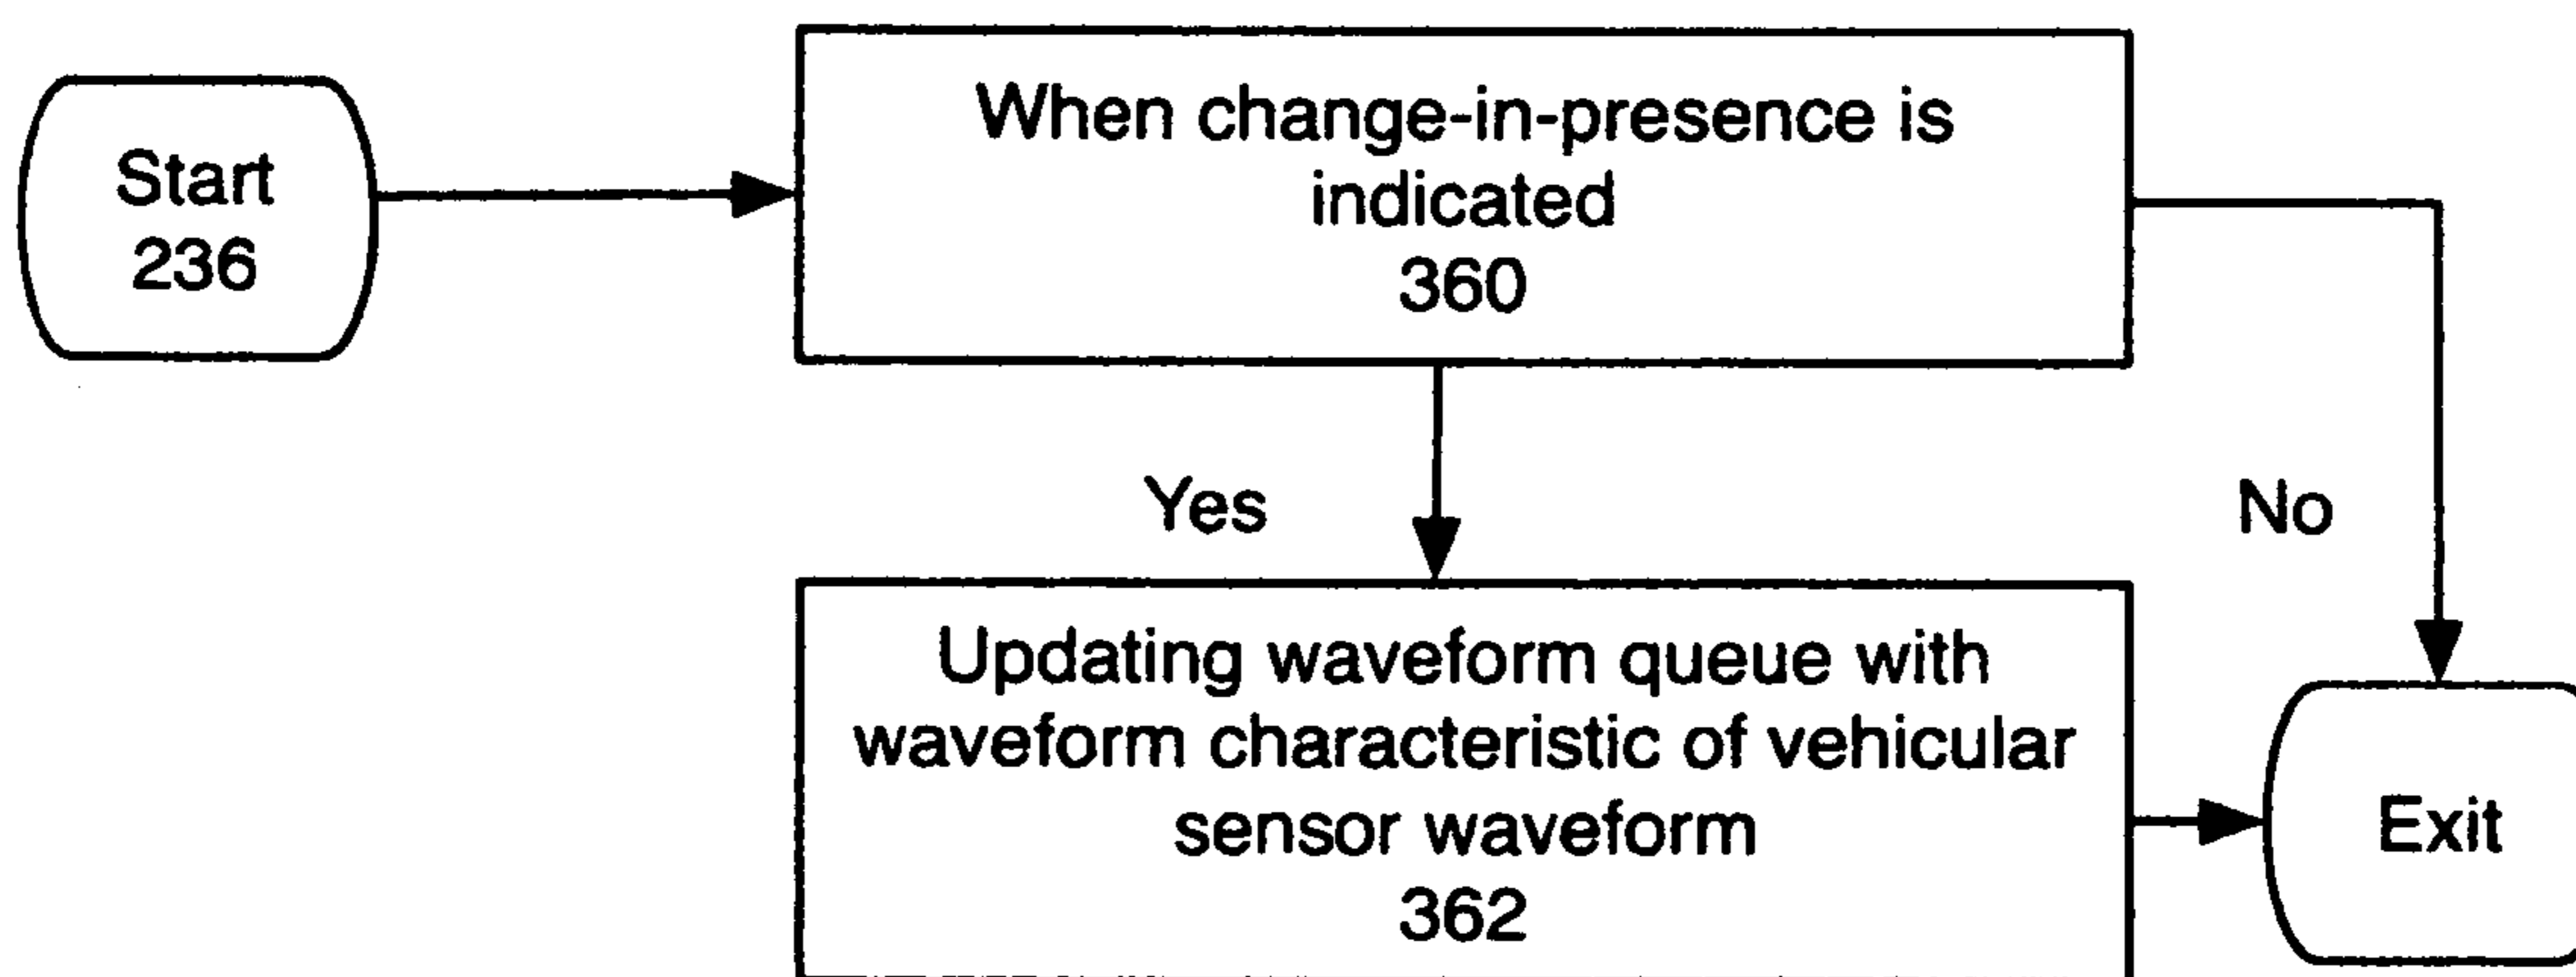 Start
236
When change-in-presence is
indicated
360
Yes
No
Updating waveform queue with
waveform characteristic of vehicular
sensor waveform
362
Exit